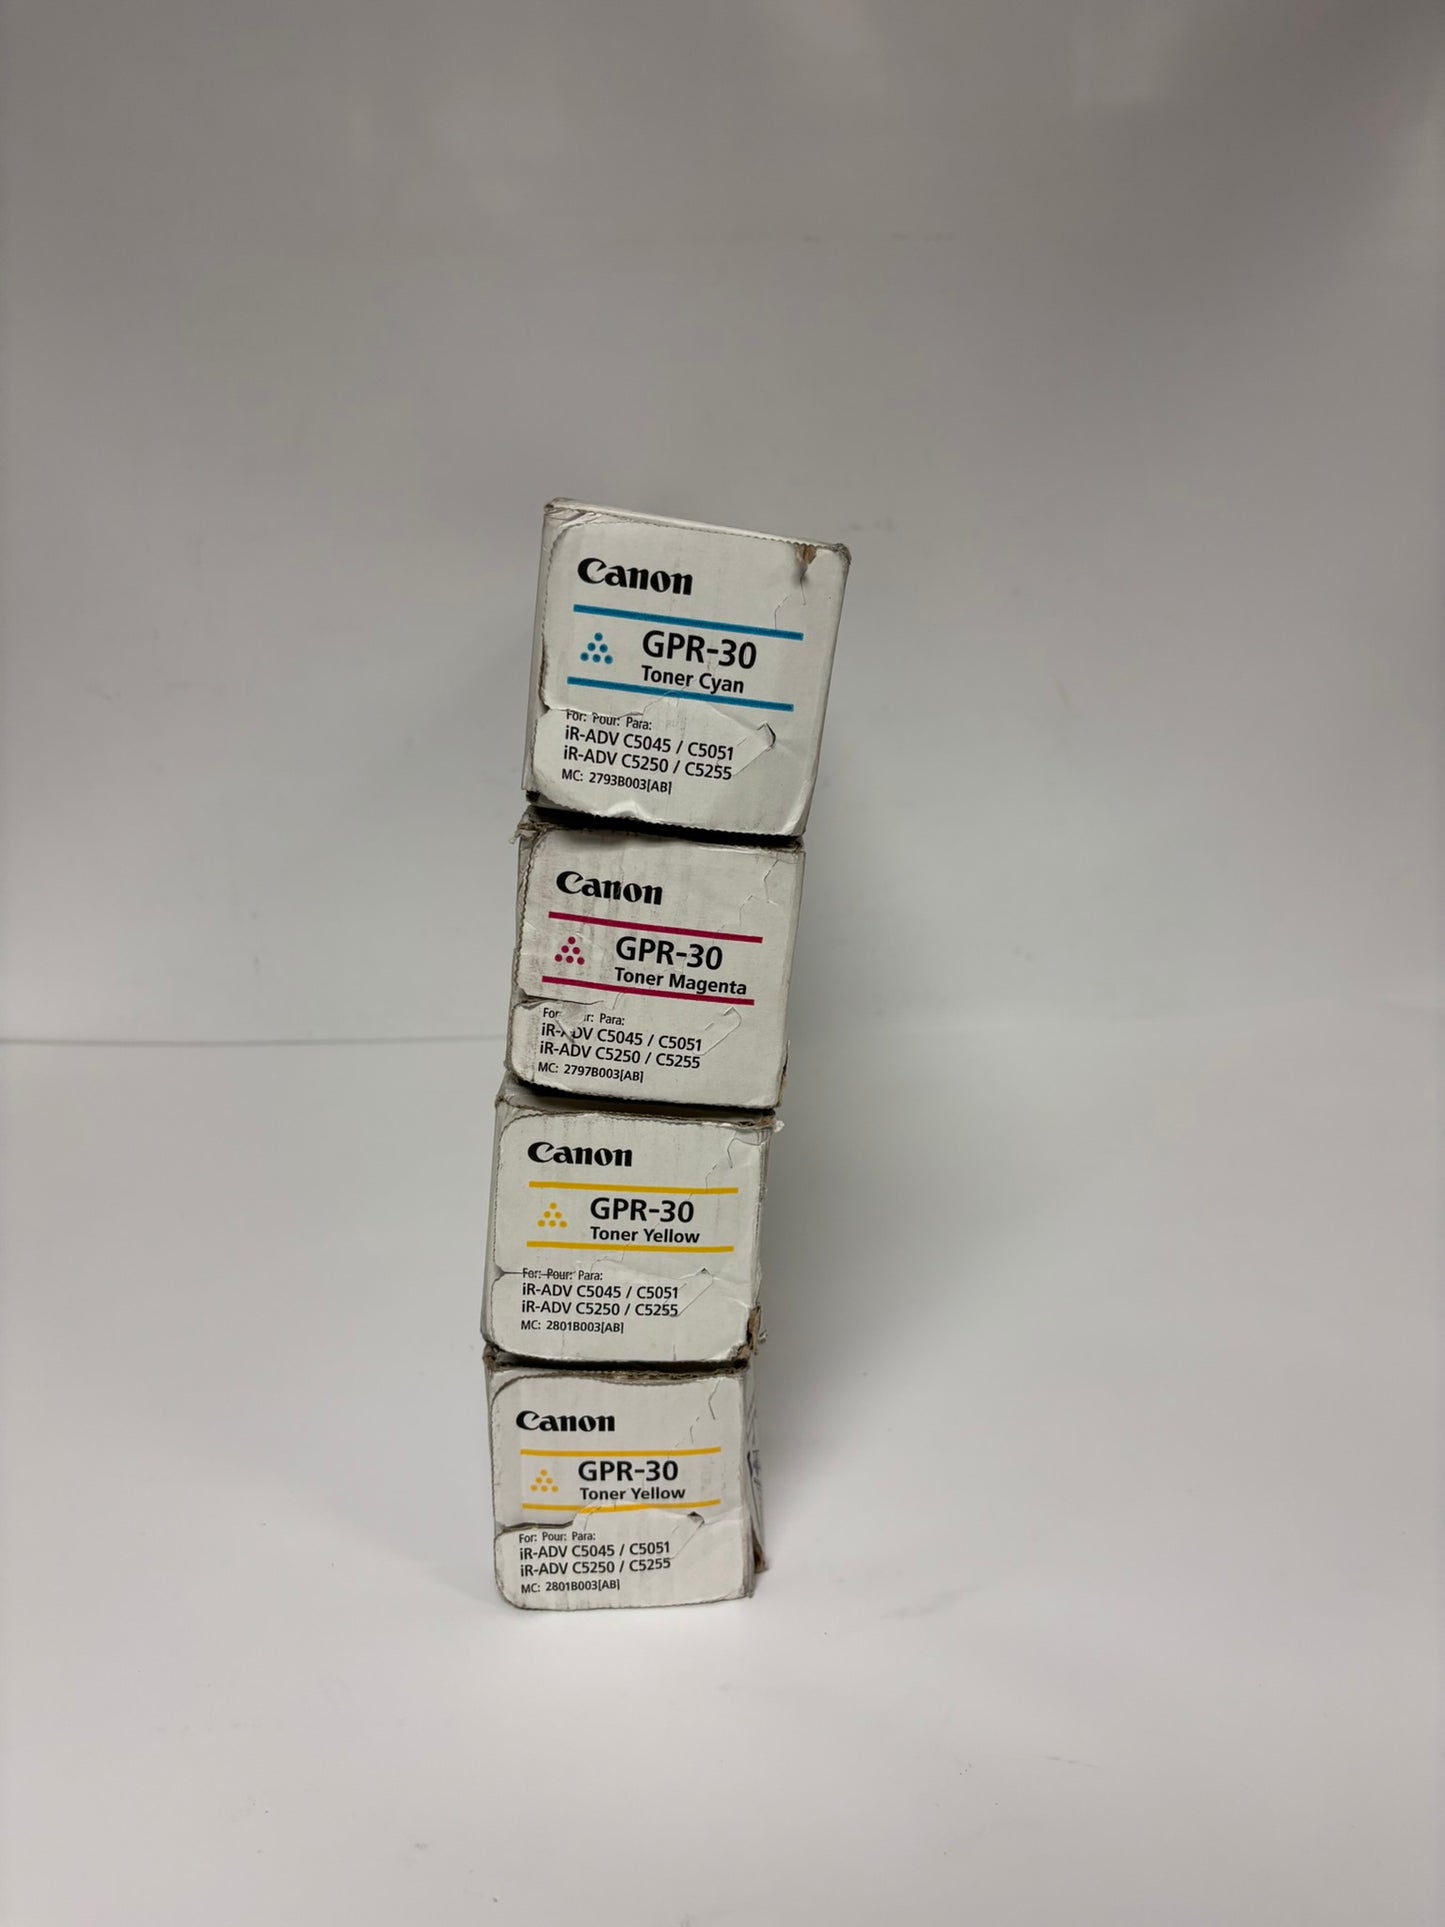 Canon
GPR-30
Toner Cyan
For: Pour: Para:
iR-ADV C5045 / C5051
iR-ADV C5250 / C5255
MC: 2793B003[AB]
Canon
GPR-30
Toner Magenta
For: Para:
iR-ADV C5045 / C5051
iR-ADV C5250 / C5255
MC: 2797B003[AB]
Canon
GPR-30
Toner Yellow
For: Pour: Para:
iR-ADV C5045 / C5051
iR-ADV C5250 / C5255
MC: 2801B003[AB]
Canon
GPR-30
Toner Yellow
For: Pour: Para:
iR-ADV C5045 / C5051
iR-ADV C5250 / C5255
MC: 2801B003[AB]